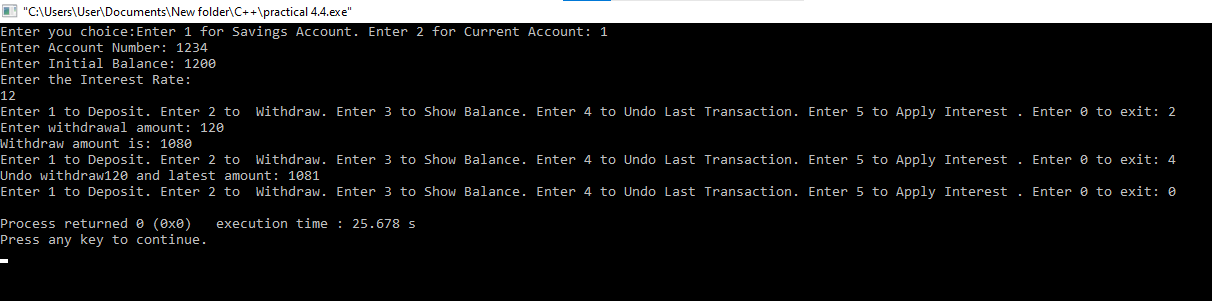 "C:\Users\User\Documents\New folder\C++\practical 4.4.exe"
Enter you choice:Enter 1 for Savings Account. Enter 2 for Current Account: 1
Enter Account Number: 1234
Enter Initial Balance: 1200
Enter the Interest Rate:
12
Enter 1 to Deposit. Enter 2 to  Withdraw. Enter 3 to Show Balance. Enter 4 to Undo Last Transaction. Enter 5 to Apply Interest . Enter 0 to exit: 2
Enter withdrawal amount: 120
Withdraw amount is: 1080
Enter 1 to Deposit. Enter 2 to  Withdraw. Enter 3 to Show Balance. Enter 4 to Undo Last Transaction. Enter 5 to Apply Interest . Enter 0 to exit: 4
Undo withdraw120 and latest amount: 1081
Enter 1 to Deposit. Enter 2 to  Withdraw. Enter 3 to Show Balance. Enter 4 to Undo Last Transaction. Enter 5 to Apply Interest . Enter 0 to exit: 0
Process returned 0 (0x0)   execution time : 25.678 s
Press any key to continue.